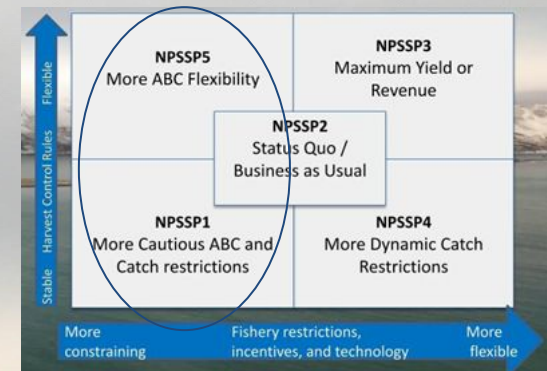 NPSSP5
More ABC Flexibility
NPSSP3
Maximum Yield or
Revenue
NPSSP2
Status Quo /
Business as Usual
NPSSP1
More Cautious ABC and
Catch restrictions
NPSSP4
More Dynamic Catch
Restrictions
Stable Harvest Control Rules Flexible
More
constraining
Fishery restrictions,
incentives, and technology
More
flexible